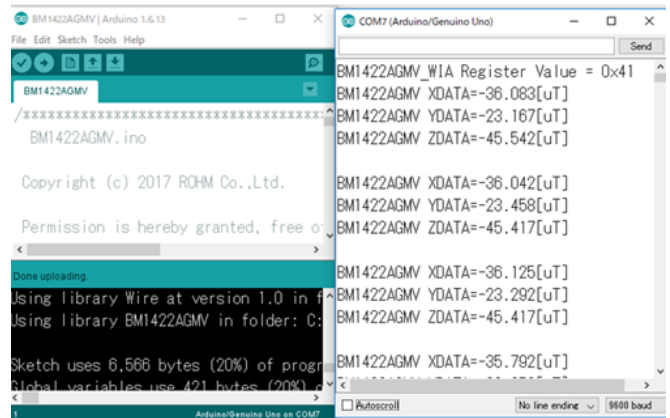 BM1422AGMV | Arduino 1.6.13
File Edit Sketch Tools Help
BM1422AGMV
BM1422AGMV.ino
Copyright (c) 2017 ROHM Co.,Ltd.
Permission is hereby granted, free
Done uploading.
Using library Wire at version 1.0 in
Using library BM1422AGMV in folder: C:
Sketch uses 6,566 bytes (20%) of progr
Global variables use 421 bytes (20%)
1
Arduino/Genuino Uno on COM7
COM7 (Arduino/Genuino Uno)
Send
BM1422AGMV_WIA Register Value = 0x41
BM1422AGMV XDATA=-36.083[uT]
BM1422AGMV YDATA=-23.167[uT]
BM1422AGMV ZDATA=-45.542[uT]
BM1422AGMV XDATA=-36.042[uT]
BM1422AGMV YDATA=-23.458[uT]
BM1422AGMV ZDATA=-45.417[uT]
BM1422AGMV XDATA=-36.125[uT]
BM1422AGMV YDATA=-23.292[uT]
BM1422AGMV ZDATA=-45.417[uT]
BM1422AGMV XDATA=-35.792[uT]
Autoscroll
No line ending
9600 baud